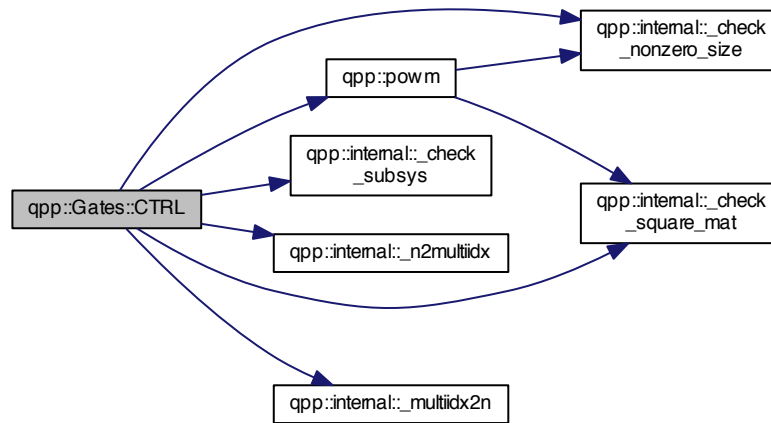 qpp::internal::_check
_nonzero_size
qpp::powm
qpp::internal::_check
_subsys
qpp::internal::_check
_square_mat
qpp::Gates::CTRL
qpp::internal::_n2multiidx
qpp::internal::_multiidx2n